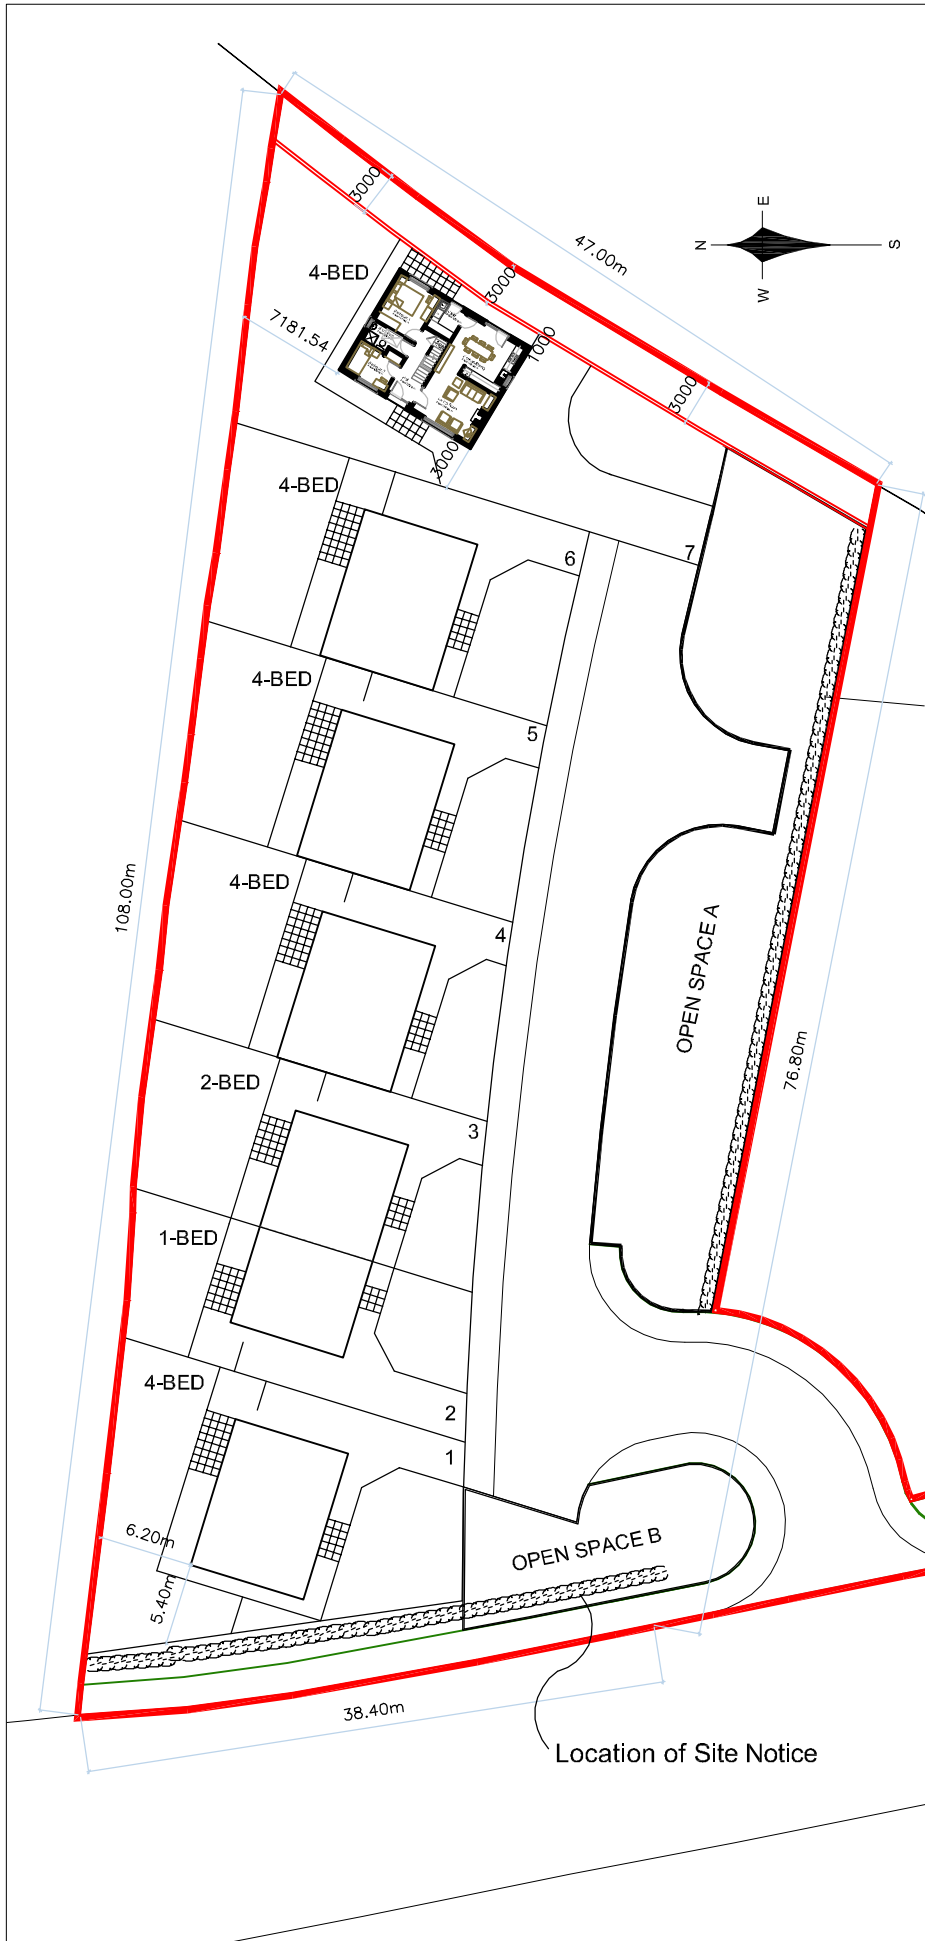 E
N
S
W
47.00m
3000
4-BED
3000
7181.54
1000
3000
3000
4-BED
6
7
4-BED
5
4-BED
4
OPEN SPACE A
108.00m
76.80m
2-BED
3
1-BED
4-BED
2
1
6.20m
5.40m
OPEN SPACE B
38.40m
Location of Site Notice